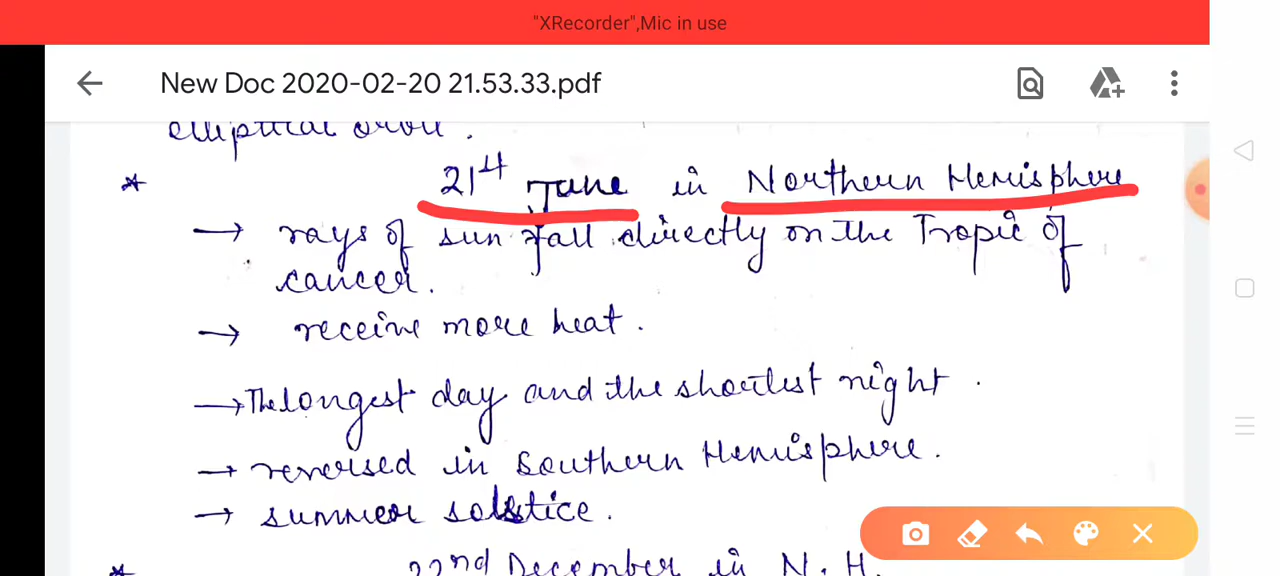 "XRecorder",Mic in use
New Doc 2020-02-20 21.53.33.pdf
elliptical orbit.
* 21st June in Northern Hemisphere
→ rays of sun fall directly on the Tropic of
cancer.
→ receive more heat.
→ The longest day and the shortest night.
→ reversed in Southern Hemisphere.
→ summer solstice.
* 22nd December in N. H.